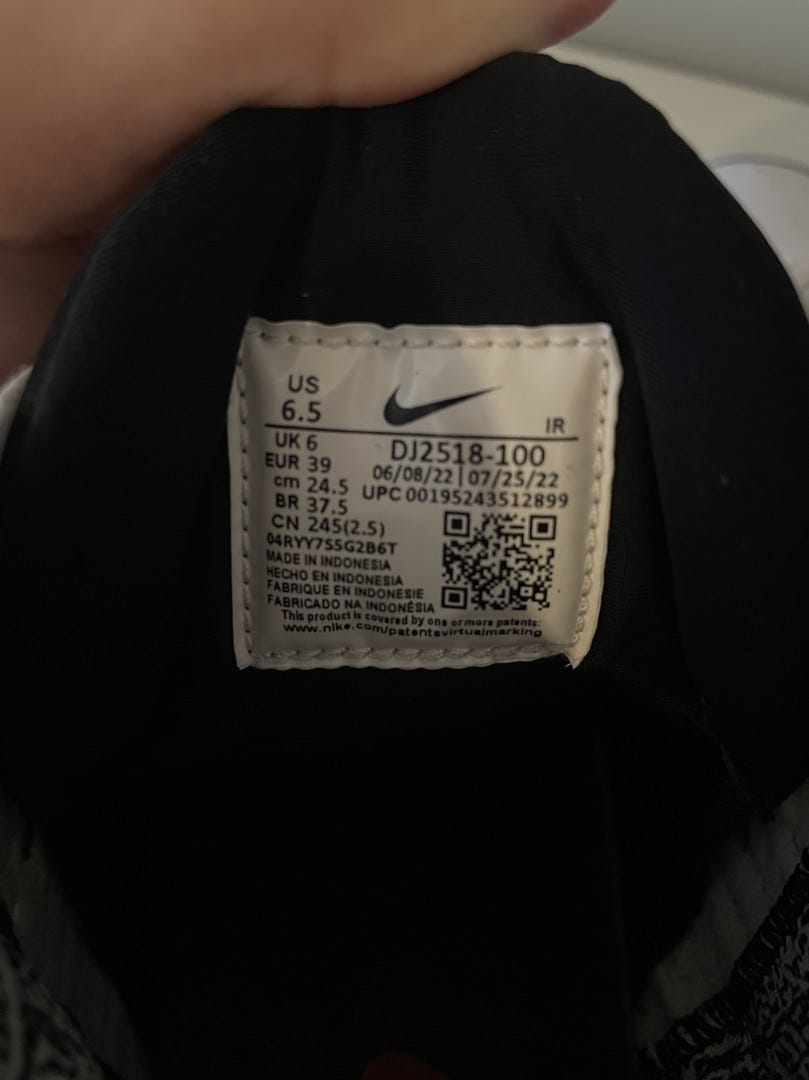 US
6.5
IR
UK 6
EUR 39
cm 24.5
BR 37.5
CN 245(2.5)
DJ2518-100
06/08/22 | 07/25/22
UPC 00195243512899
04RYY7S5G2B6T
MADE IN INDONESIA
HECHO EN INDONESIA
FABRIQUE EN INDONESIE
FABRICADO NA INDONÉSIA
This product is covered by one or more patents:
www.nike.com/patentsvirtualmarking